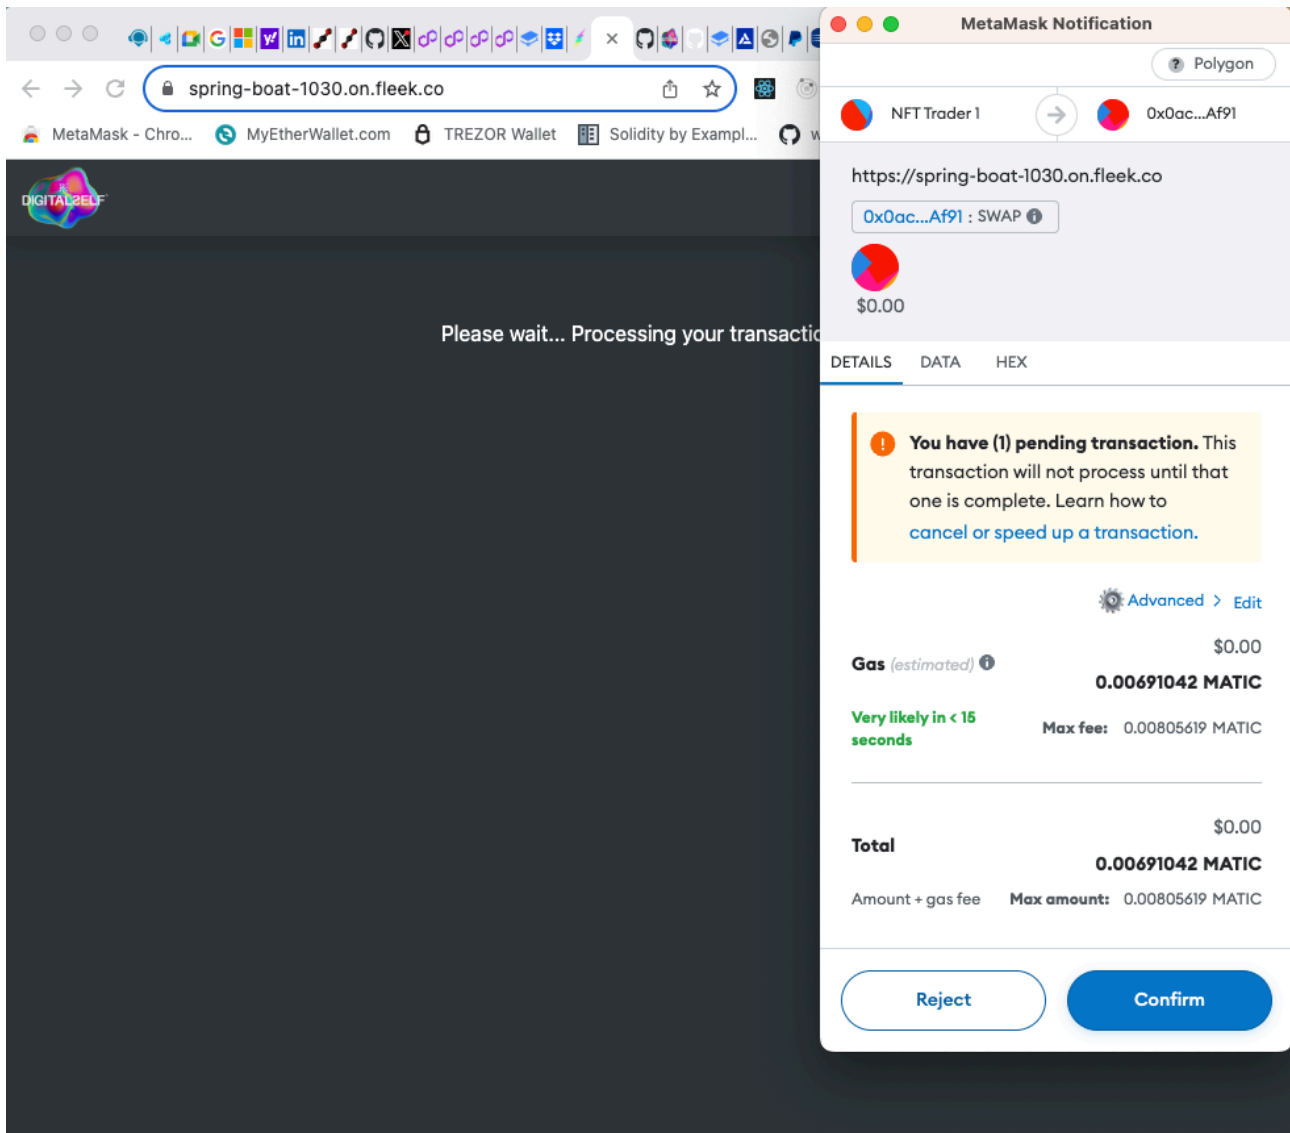 spring-boat-1030.on.fleek.co
MetaMask - Chro...
MyEtherWallet.com
TREZOR Wallet
Solidity by Exampl...
DIGITAL2ELF
Please wait... Processing your transactio
MetaMask Notification
Polygon
NFT Trader 1
0x0ac...Af91
https://spring-boat-1030.on.fleek.co
0x0ac...Af91 : SWAP
$0.00
DETAILS DATA HEX
You have (1) pending transaction. This
transaction will not process until that
one is complete. Learn how to
cancel or speed up a transaction.
Advanced > Edit
$0.00
Gas (estimated)
0.00691042 MATIC
Very likely in < 15
seconds
Max fee: 0.00805619 MATIC
$0.00
Total
0.00691042 MATIC
Amount + gas fee Max amount: 0.00805619 MATIC
Reject
Confirm